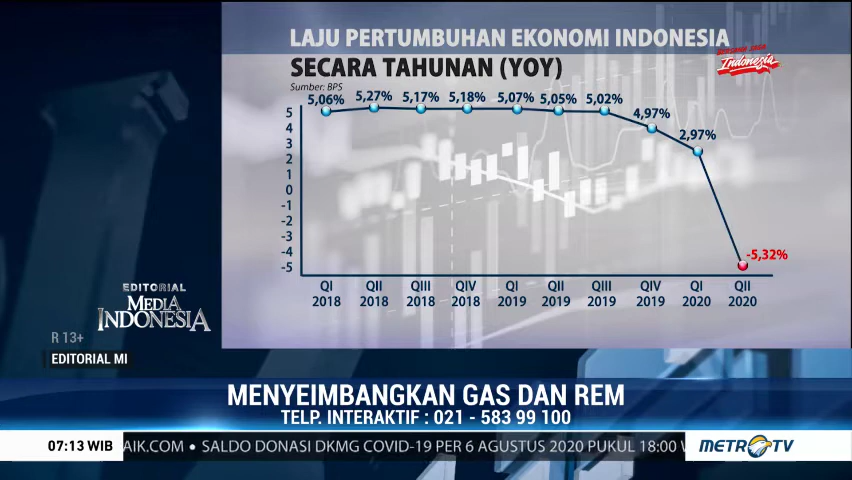 LAJU PERTUMBUHAN EKONOMI INDONESIA
SECARA TAHUNAN (YOY)
Sumber: BPS
Indonesia
5,06% 5,27% 5,17% 5,18% 5,07% 5,05% 5,02% 4,97% 2,97% -5,32%
5
4
3
2
1
0
-1
-2
-3
-4
-5
QI QII QIII QIV QI QII QIII QIV QI QII
2018 2018 2018 2018 2019 2019 2019 2019 2020 2020
EDITORIAL
MEDIA
INDONESIA
R 13+
EDITORIAL MI
MENYEIMBANGKAN GAS DAN REM
TELP. INTERAKTIF : 021 - 583 99 100
07:13 WIB AIK.COM • SALDO DONASI DKMG COVID-19 PER 6 AGUSTUS 2020 PUKUL 18:00 W METRO TV